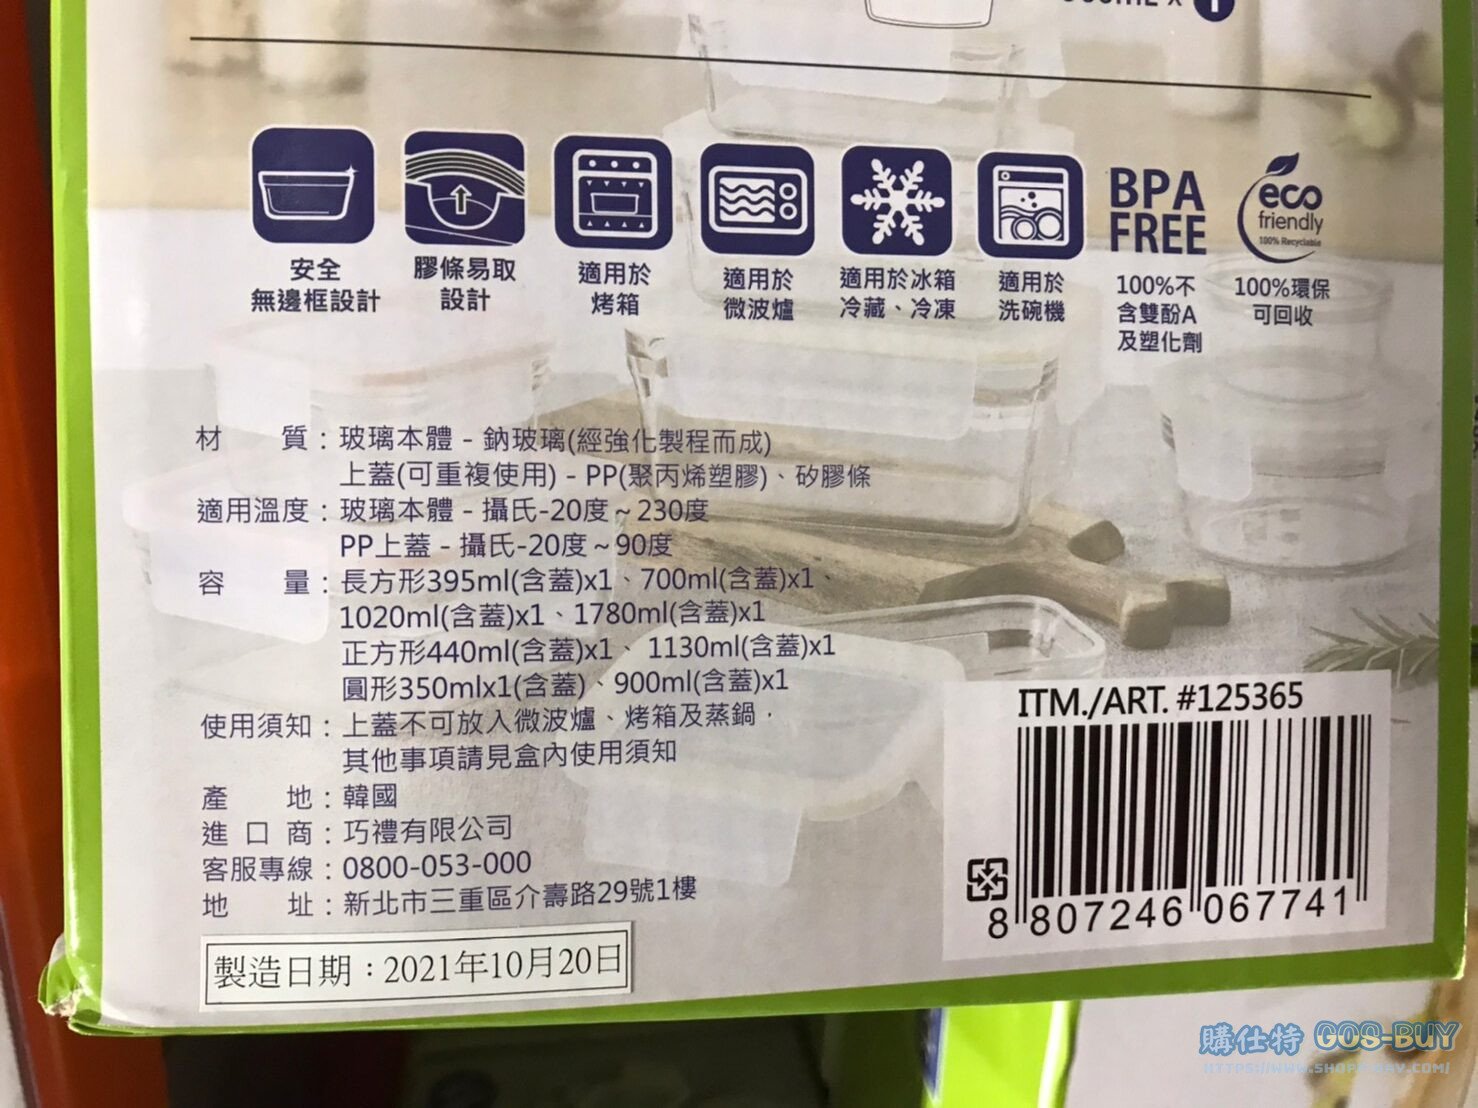 1
安全
無邊框設計
膠條易取
設計
適用於
烤箱
適用於
微波爐
適用於冰箱
冷藏、冷凍
適用於
洗碗機
BPA
FREE
100%不
含雙酚A
及塑化劑
eco
friendly
100% Recyclable
100%環保
可回收
材 質：玻璃本體 - 鈉玻璃(經強化製程而成)
上蓋(可重複使用) - PP(聚丙烯塑膠)、矽膠條
適用溫度：玻璃本體 - 攝氏-20度～230度
PP上蓋 - 攝氏-20度～90度
容 量：長方形395ml(含蓋)x1、700ml(含蓋)x1、
1020ml(含蓋)x1、1780ml(含蓋)x1
正方形440ml(含蓋)x1、 1130ml(含蓋)x1
圓形350mlx1(含蓋)、900ml(含蓋)x1
使用須知：上蓋不可放入微波爐、烤箱及蒸鍋，
其他事項請見盒內使用須知
產 地：韓國
進 口 商：巧禮有限公司
客服專線：0800-053-000
地 址：新北市三重區介壽路29號1樓
製造日期：2021年10月20日
ITM./ART. #125365
8 807246 067741
購仕特 GOS-BUY